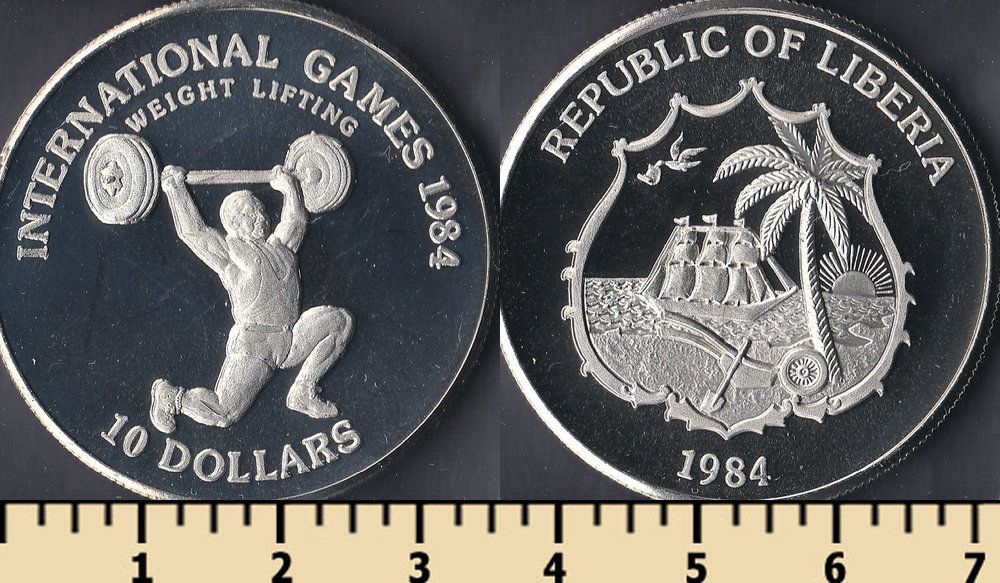 INTERNATIONAL GAMES 1984
WEIGHT LIFTING
10 DOLLARS
REPUBLIC OF LIBERIA
1984
1 2 3 4 5 6 7